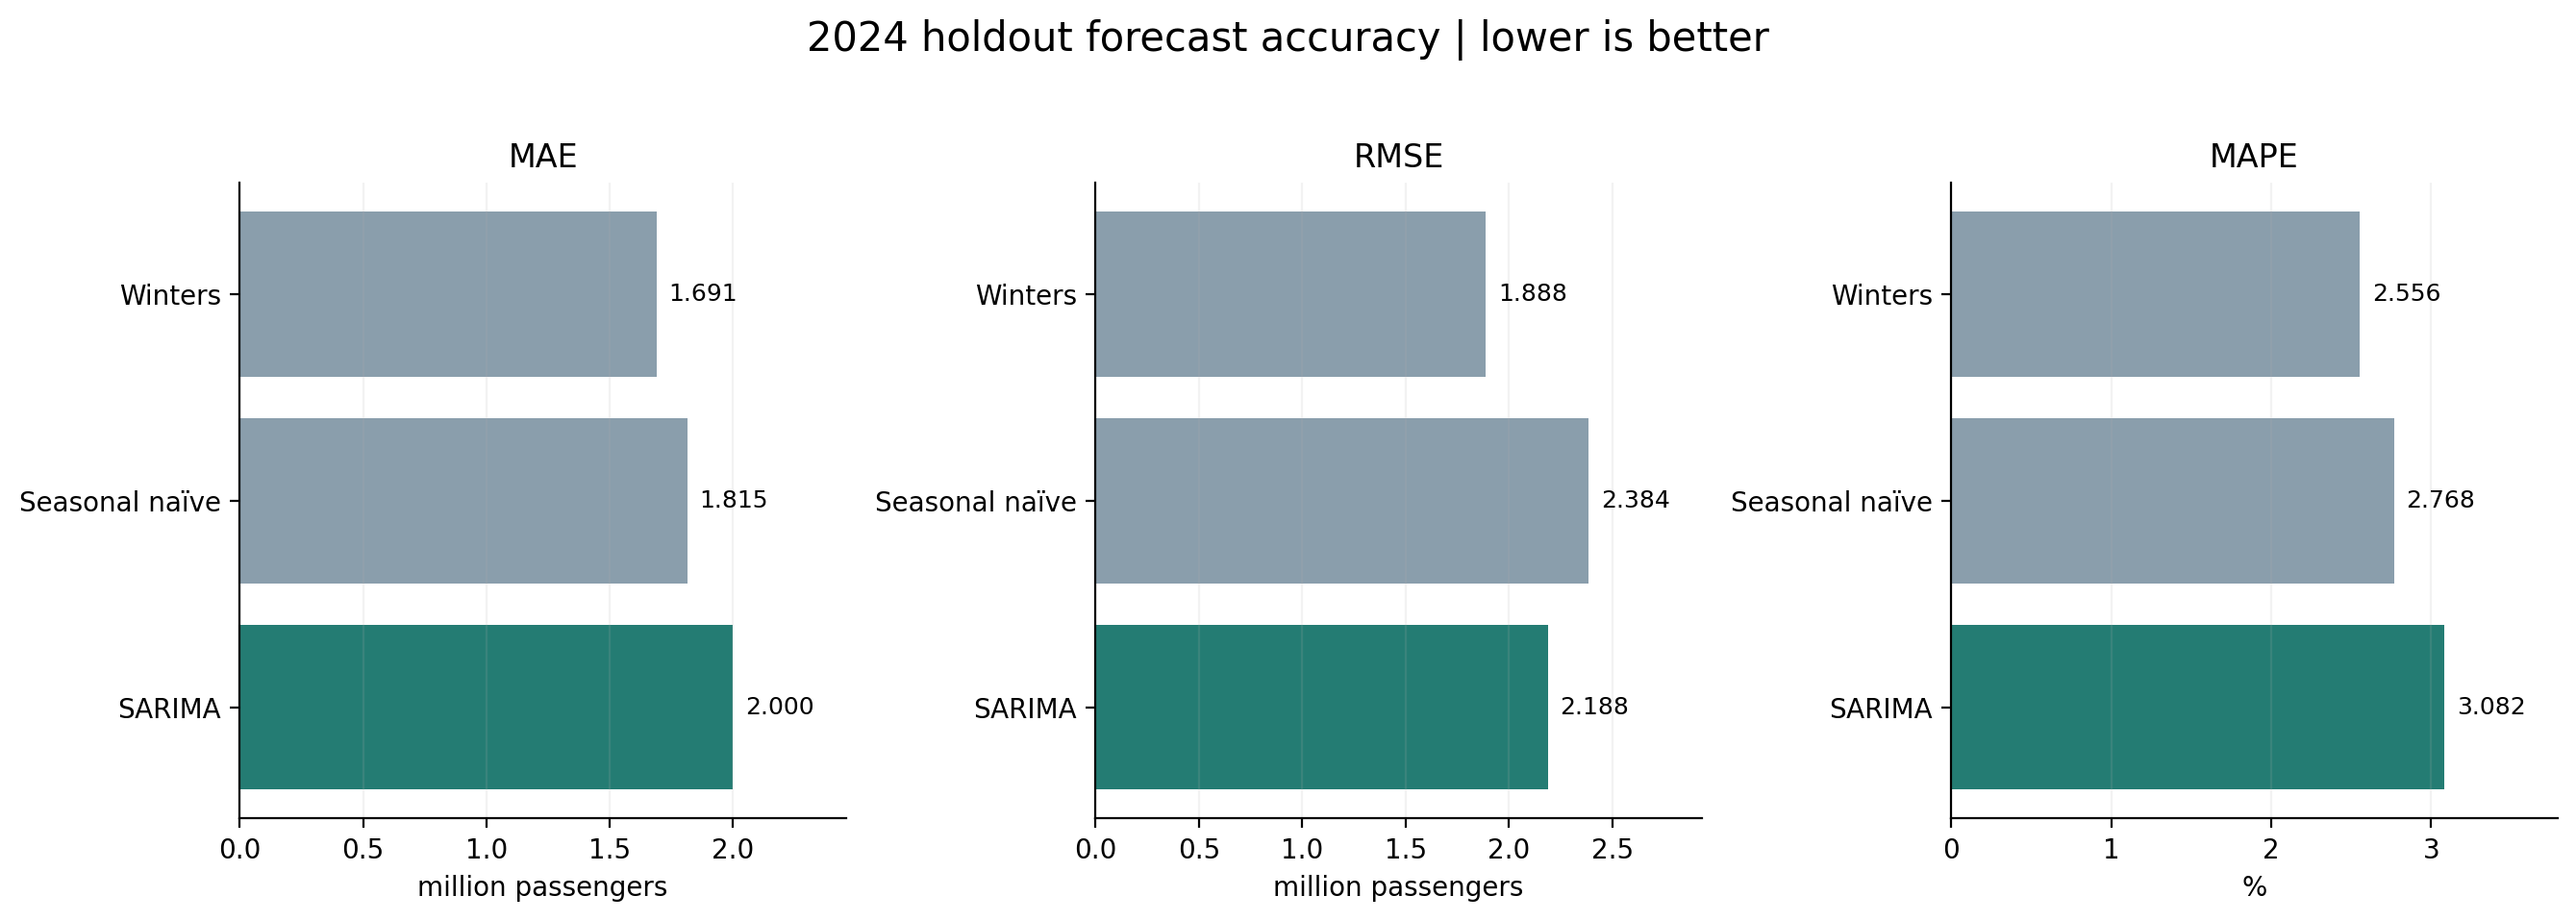 2024 holdout forecast accuracy | lower is better
MAE
Winters
1.691
Seasonal naïve
1.815
SARIMA
2.000
0.0 0.5 1.0 1.5 2.0
million passengers
RMSE
Winters
1.888
Seasonal naïve
2.384
SARIMA
2.188
0.0 0.5 1.0 1.5 2.0 2.5
million passengers
MAPE
Winters
2.556
Seasonal naïve
2.768
SARIMA
3.082
0 1 2 3
%